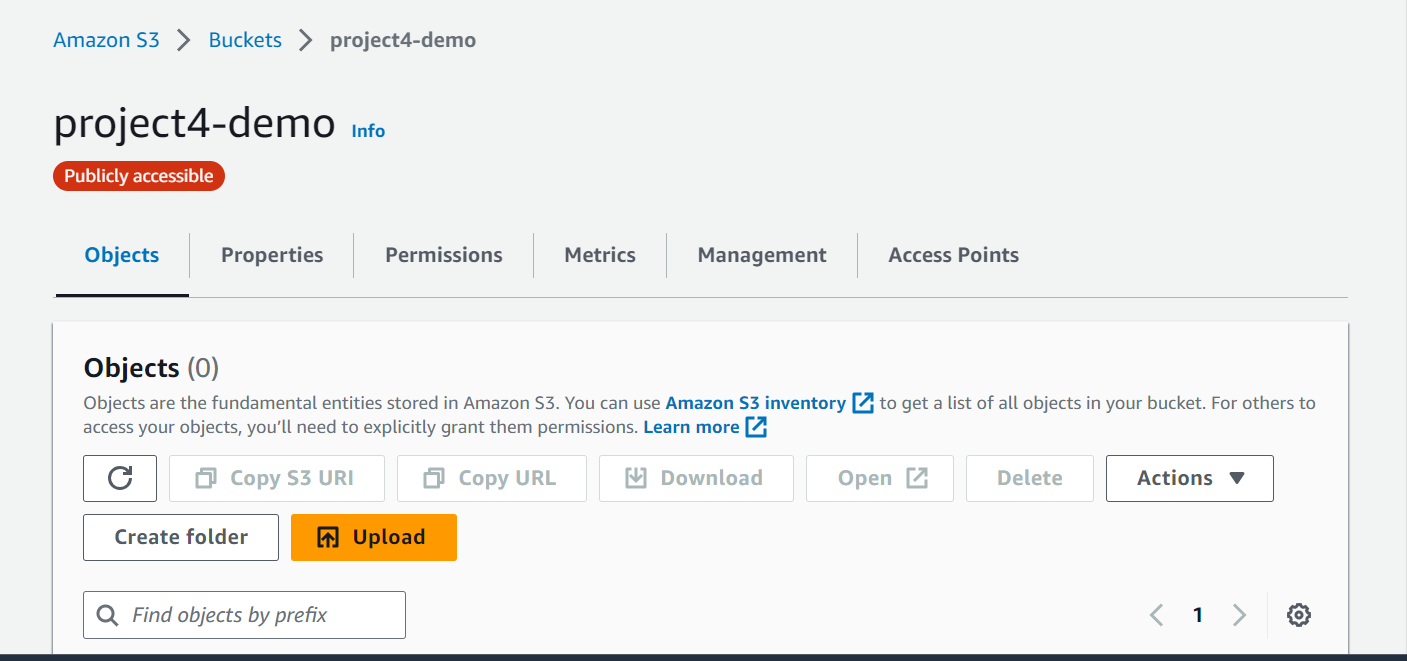 Amazon S3 > Buckets > project4-demo
project4-demo Info
Publicly accessible
Objects Properties Permissions Metrics Management Access Points
Objects (0)
Objects are the fundamental entities stored in Amazon S3. You can use Amazon S3 inventory to get a list of all objects in your bucket. For others to
access your objects, you’ll need to explicitly grant them permissions. Learn more
Copy S3 URI Copy URL Download Open Delete Actions
Create folder Upload
Find objects by prefix 1